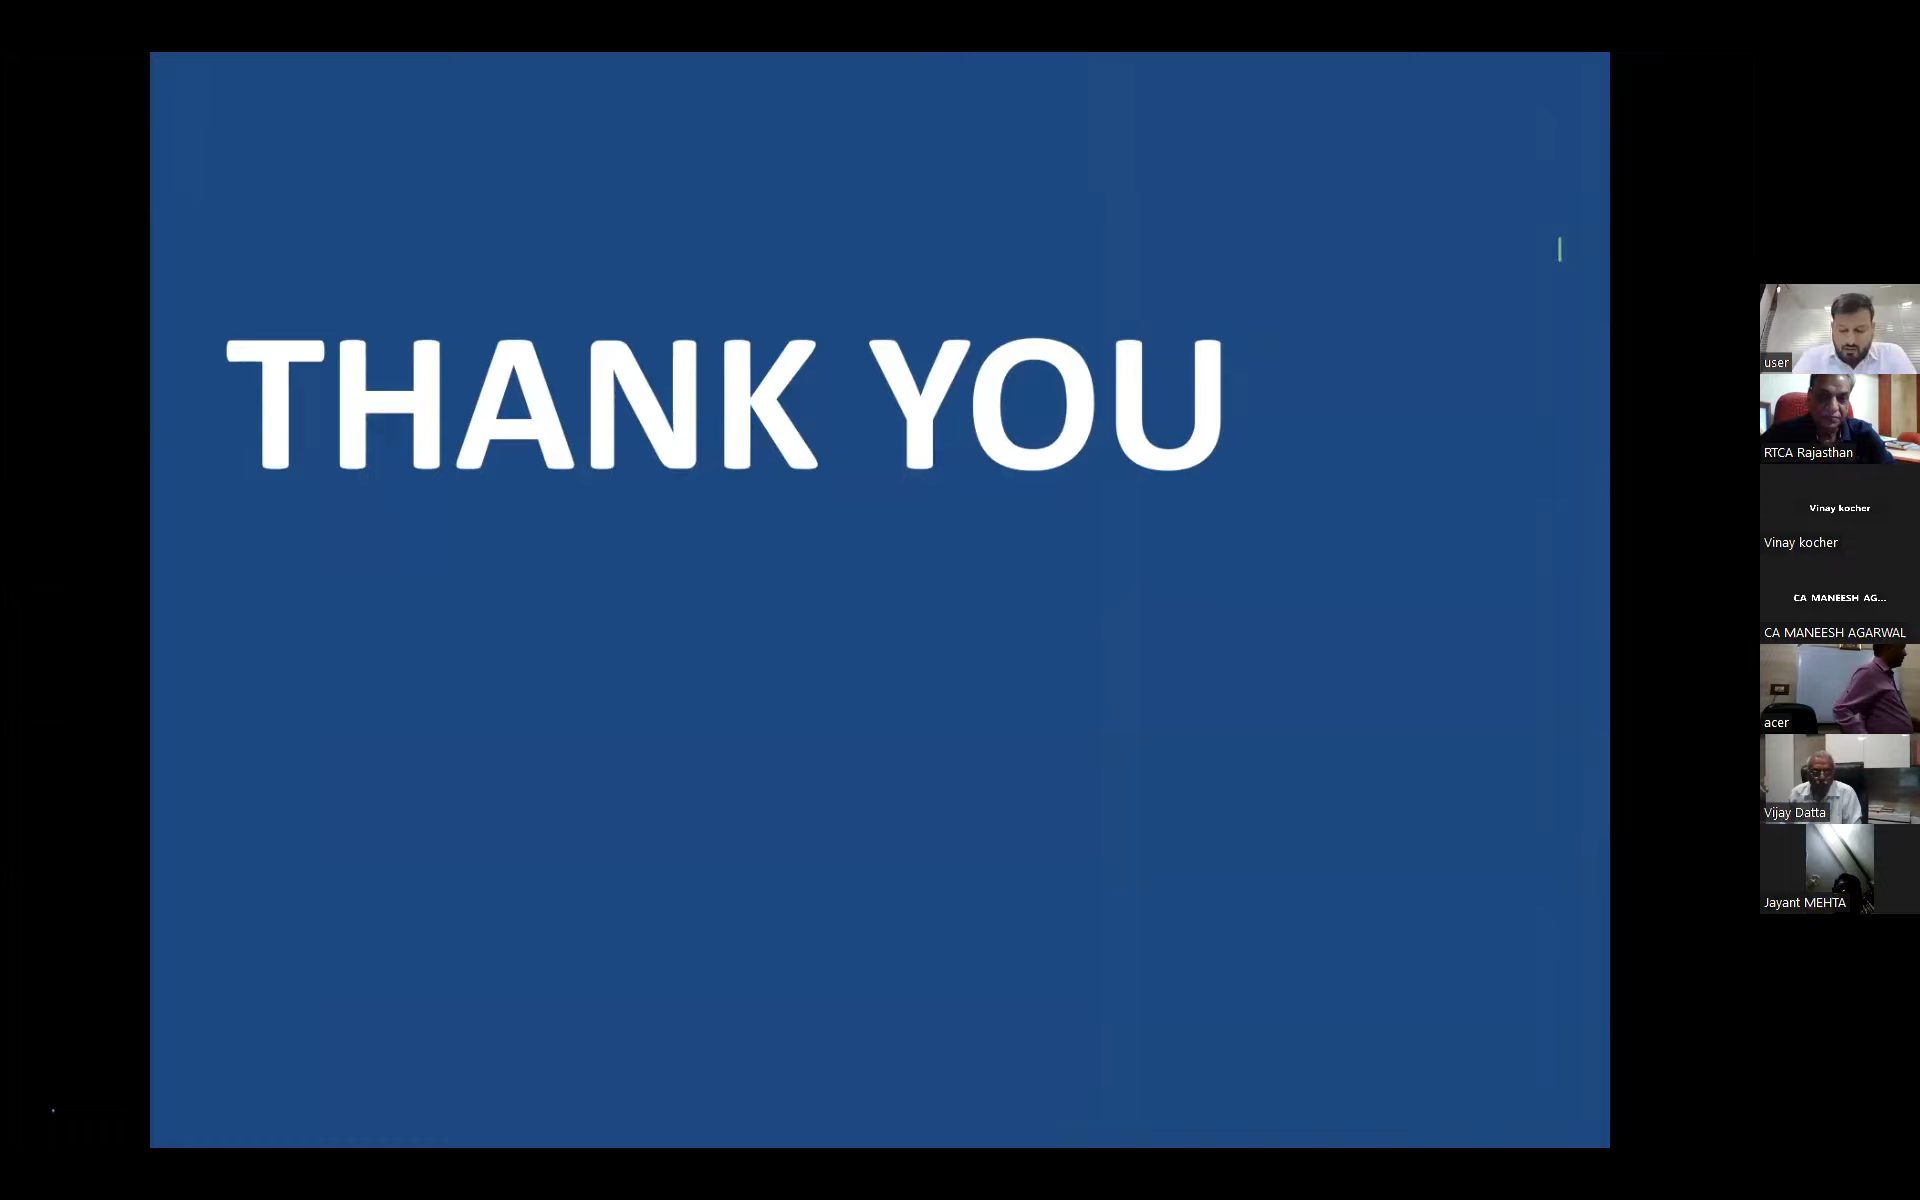 THANK YOU
user
RTCA Rajasthan
Vinay kocher
Vinay kocher
CA MANEESH AG...
CA MANEESH AGARWAL
acer
Vijay Datta
Jayant MEHTA